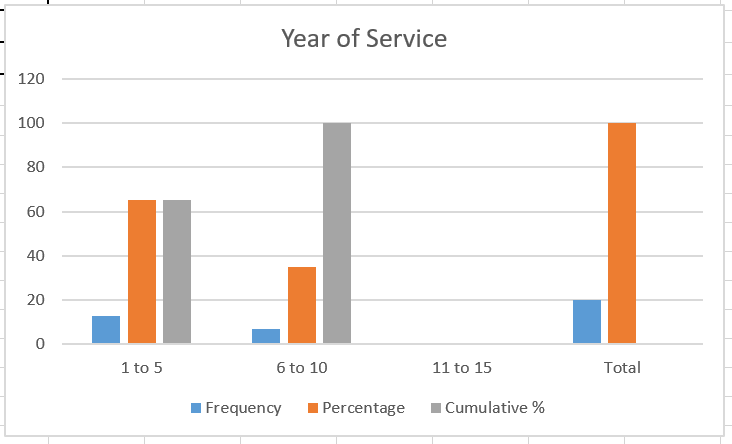 Year of Service
120
100
80
60
40
20
0
1 to 5 6 to 10 11 to 15 Total
Frequency Percentage Cumulative %